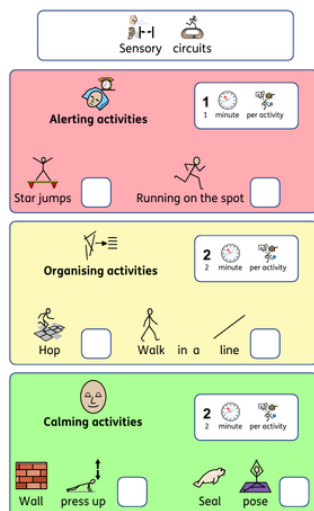 Sensory circuits
Alerting activities
1
1 minute per activity
Star jumps
Running on the spot
Organising activities
2
2 minute per activity
Hop
Walk in a line
Calming activities
2
2 minute per activity
Wall press up
Seal pose